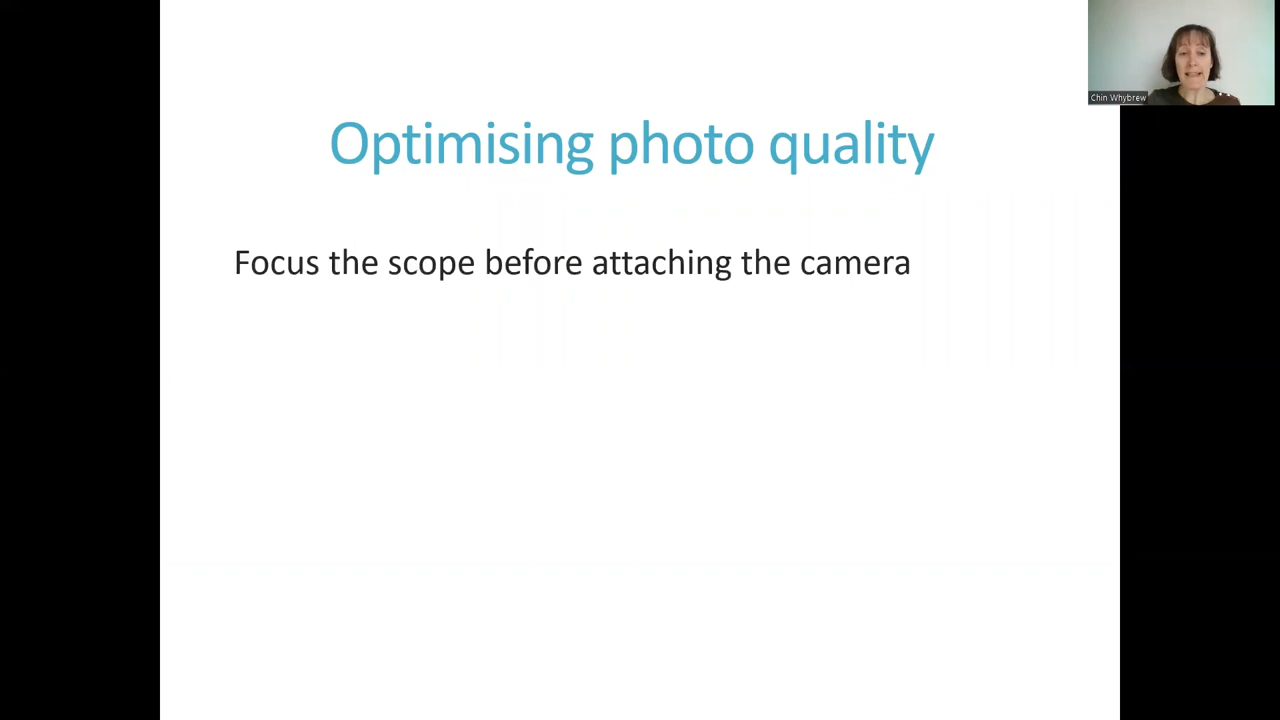 Optimising photo quality
Focus the scope before attaching the camera
Chin Whybrew